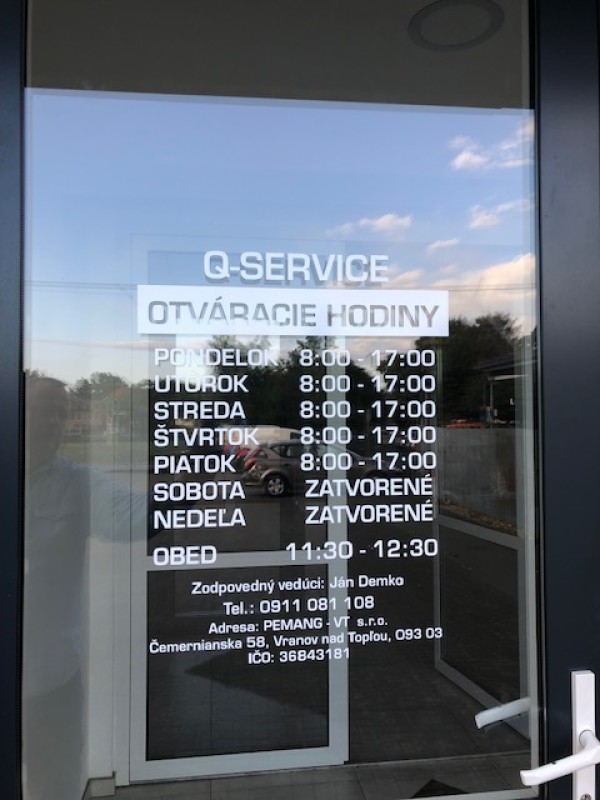 Q-SERVICE
OTVÁRACIE HODINY
PONDELOK 8:00 - 17:00
UTOROK 8:00 - 17:00
STREDA 8:00 - 17:00
ŠTVRTOK 8:00 - 17:00
PIATOK 8:00 - 17:00
SOBOTA ZATVORENÉ
NEDEĽA ZATVORENÉ
OBED 11:30 - 12:30
Zodpovedný vedúci: Ján Demko
Tel.: 0911 081 108
Adresa: PEMANG - VT s.r.o.
Čemernianska 58, Vranov nad Topľou, 093 03
IČO: 36843181